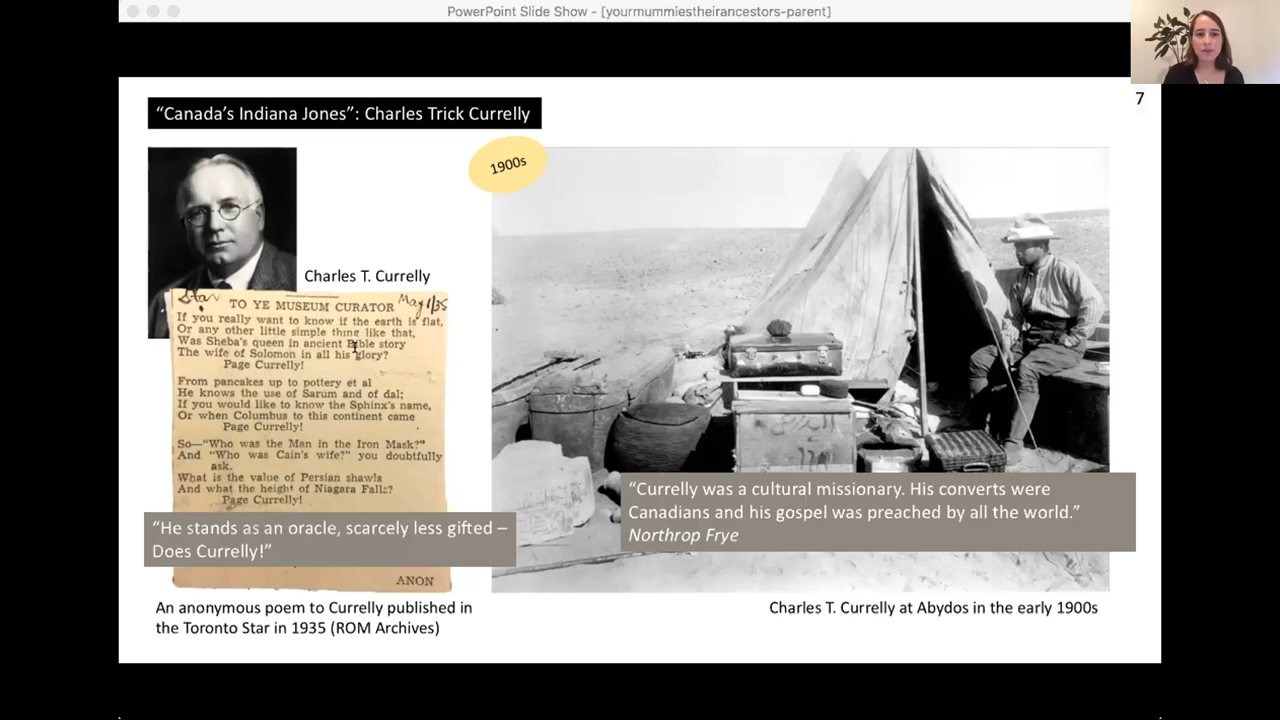 PowerPoint Slide Show - [yourmummiestheirancestors-parent]
7
“Canada’s Indiana Jones”: Charles Trick Currelly
1900s
Charles T. Currelly
Star
May 1/35
TO YE MUSEUM CURATOR
If you really want to know if the earth is flat,
Or any other little simple thing like that,
Was Sheba's queen in ancient Bible story
The wife of Solomon in all his glory?
Page Currelly!
From pancakes up to pottery et al
He knows the use of Sarum and of dal;
If you would like to know the Sphinx's name,
Or when Columbus to this continent came
Page Currelly!
So—"Who was the Man in the Iron Mask?"
And "Who was Cain's wife?" you doubtfully
ask.
What is the value of Persian shawls
And what the height of Niagara Falls?
Page Currelly!
“He stands as an oracle, scarcely less gifted –
Does Currelly!”
ANON
An anonymous poem to Currelly published in
the Toronto Star in 1935 (ROM Archives)
“Currelly was a cultural missionary. His converts were
Canadians and his gospel was preached by all the world.”
Northrop Frye
Charles T. Currelly at Abydos in the early 1900s